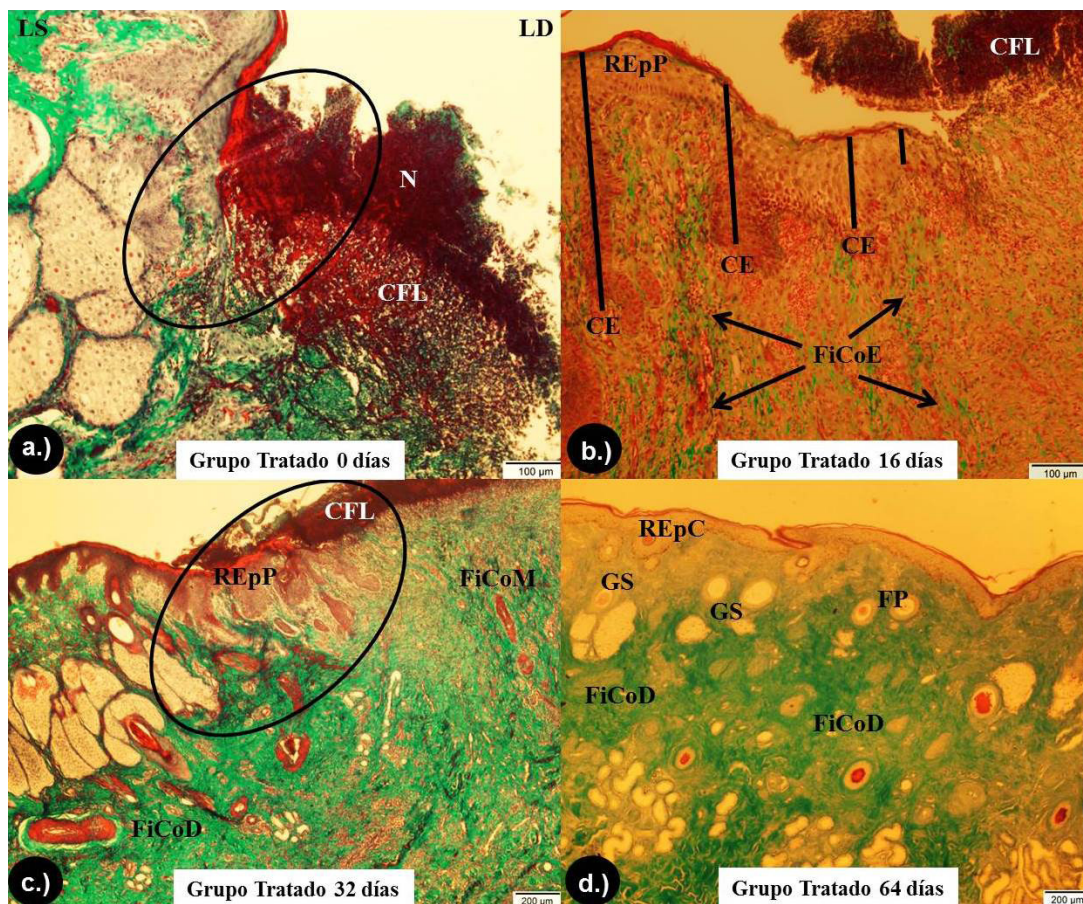 LS
LD
N
CFL
a.)
Grupo Tratado 0 días
100 µm
CFL
REpP
CE
CE
CE
FiCoE
b.)
Grupo Tratado 16 días
100 µm
CFL
REpP
FiCoM
FiCoD
c.)
Grupo Tratado 32 días
200 µm
REpC
GS
GS
FP
FiCoD
FiCoD
d.)
Grupo Tratado 64 días
200 µm